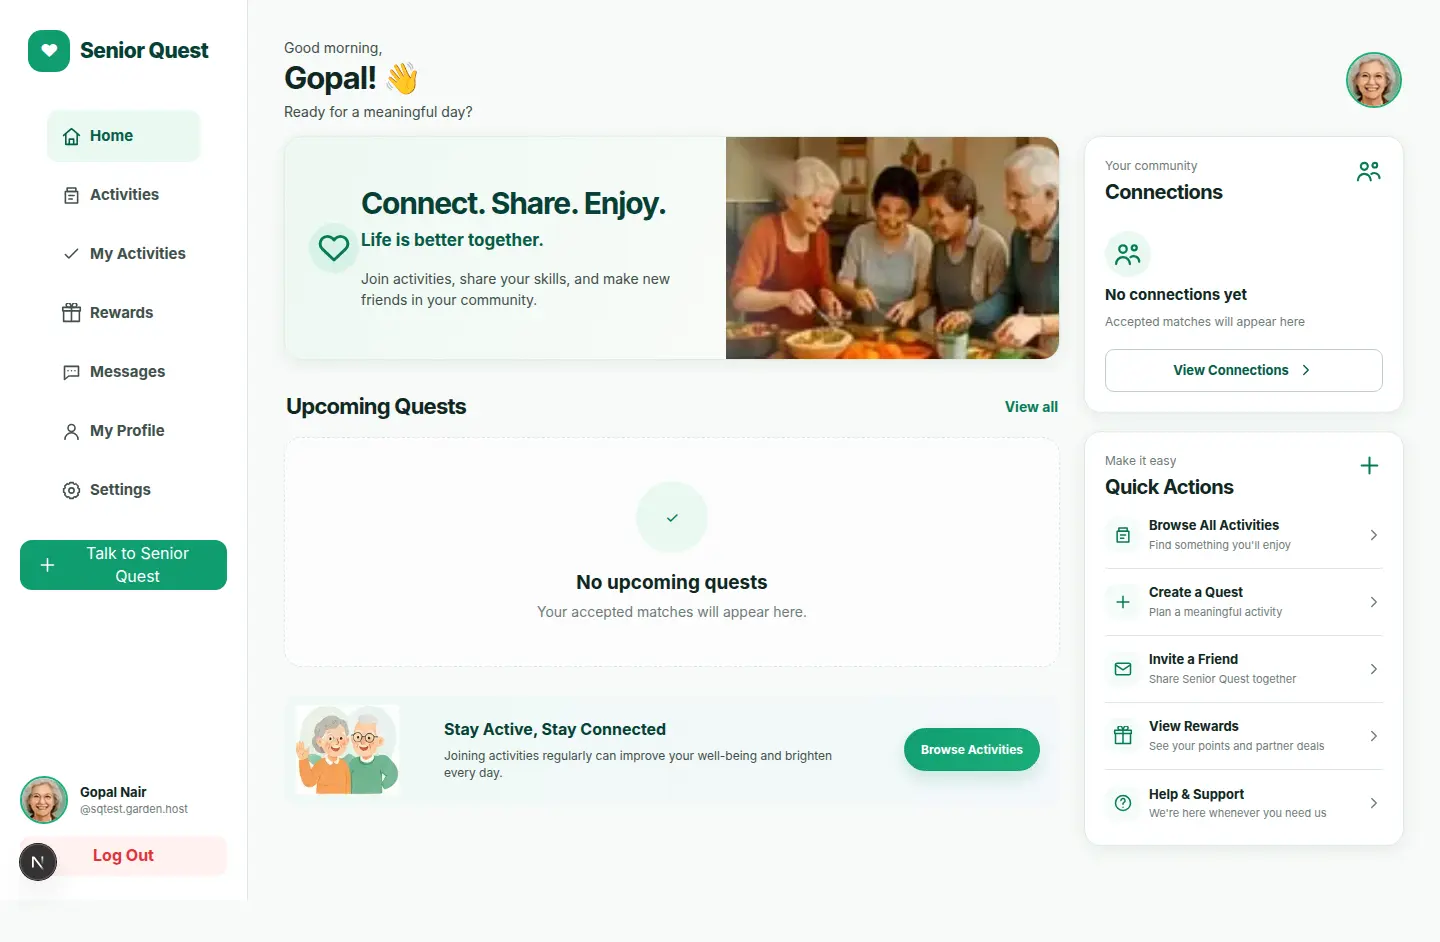 Senior Quest
Home
Activities
My Activities
Rewards
Messages
My Profile
Settings
Talk to Senior
Quest
Gopal Nair
@sqtest.garden.host
Log Out
N
Good morning,
Gopal! 👋
Ready for a meaningful day?
Connect. Share. Enjoy.
Life is better together.
Join activities, share your skills, and make new
friends in your community.
Upcoming Quests
View all
No upcoming quests
Your accepted matches will appear here.
Stay Active, Stay Connected
Joining activities regularly can improve your well-being and brighten
every day.
Browse Activities
Your community
Connections
No connections yet
Accepted matches will appear here
View Connections
Make it easy
Quick Actions
Browse All Activities
Find something you'll enjoy
Create a Quest
Plan a meaningful activity
Invite a Friend
Share Senior Quest together
View Rewards
See your points and partner deals
Help & Support
We're here whenever you need us